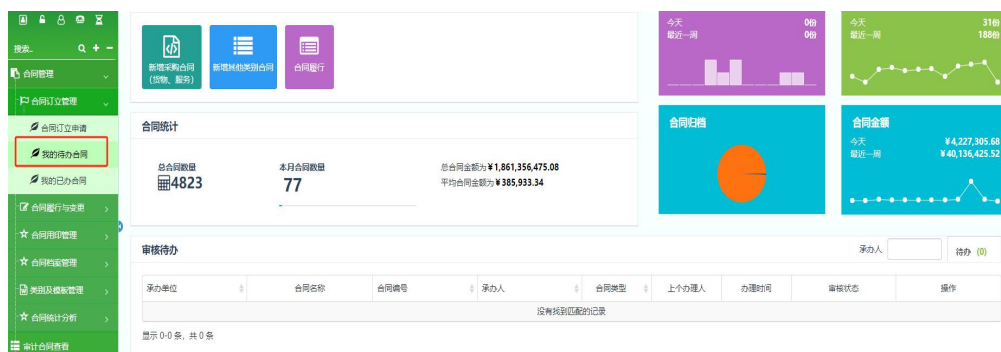 搜索..
合同管理
合同订立管理
合同订立申请
我的待办合同
我的已办合同
合同履行与变更
合同用印管理
合同档案管理
类别及模板管理
合同统计分析
审计合同查看
新增采购合同
(货物、服务)
新增其他类别合同
合同履行
今天 0份
最近一周 0份
今天 31份
最近一周 188份
合同统计
总合同数量
4823
本月合同数量
77
总合同金额为￥1,861,356,475.08
平均合同金额为￥385,933.34
合同归档
合同金额
今天 ￥4,227,305.68
最近一周 ￥40,136,425.52
审核待办
承办人
待办 (0)
承办单位 合同名称 合同编号 承办人 合同类型 上个办理人 办理时间 审核状态 操作
没有找到匹配的记录
显示 0-0 条，共 0 条